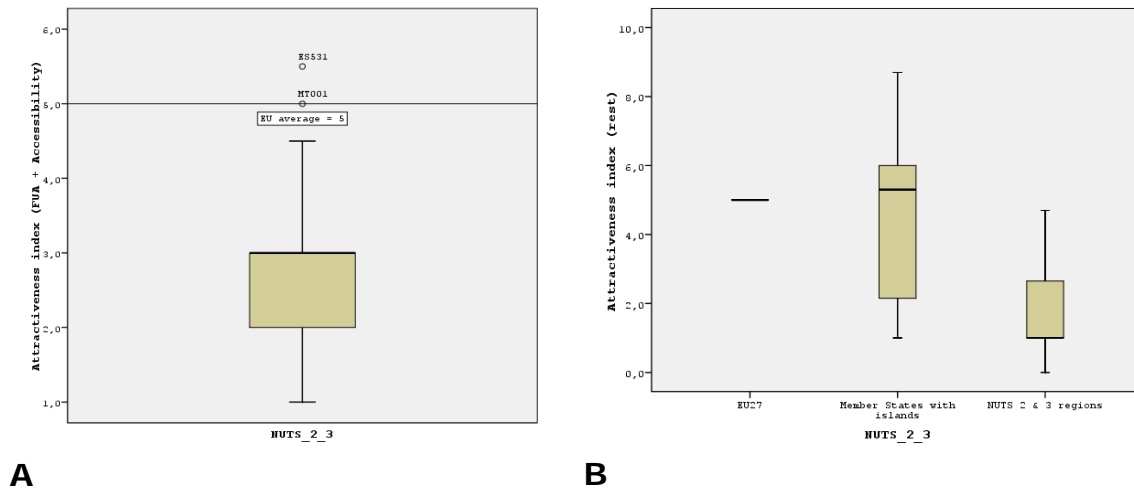 Attractiveness index (FUA + Accessibility)
6,0
5,0
4,0
3,0
2,0
1,0
ES531
MT001
EU average = 5
NUTS_2_3
A
Attractiveness index (rest)
10,0
8,0
6,0
4,0
2,0
0,0
EU27
Member States with
islands
NUTS 2 & 3 regions
NUTS_2_3
B